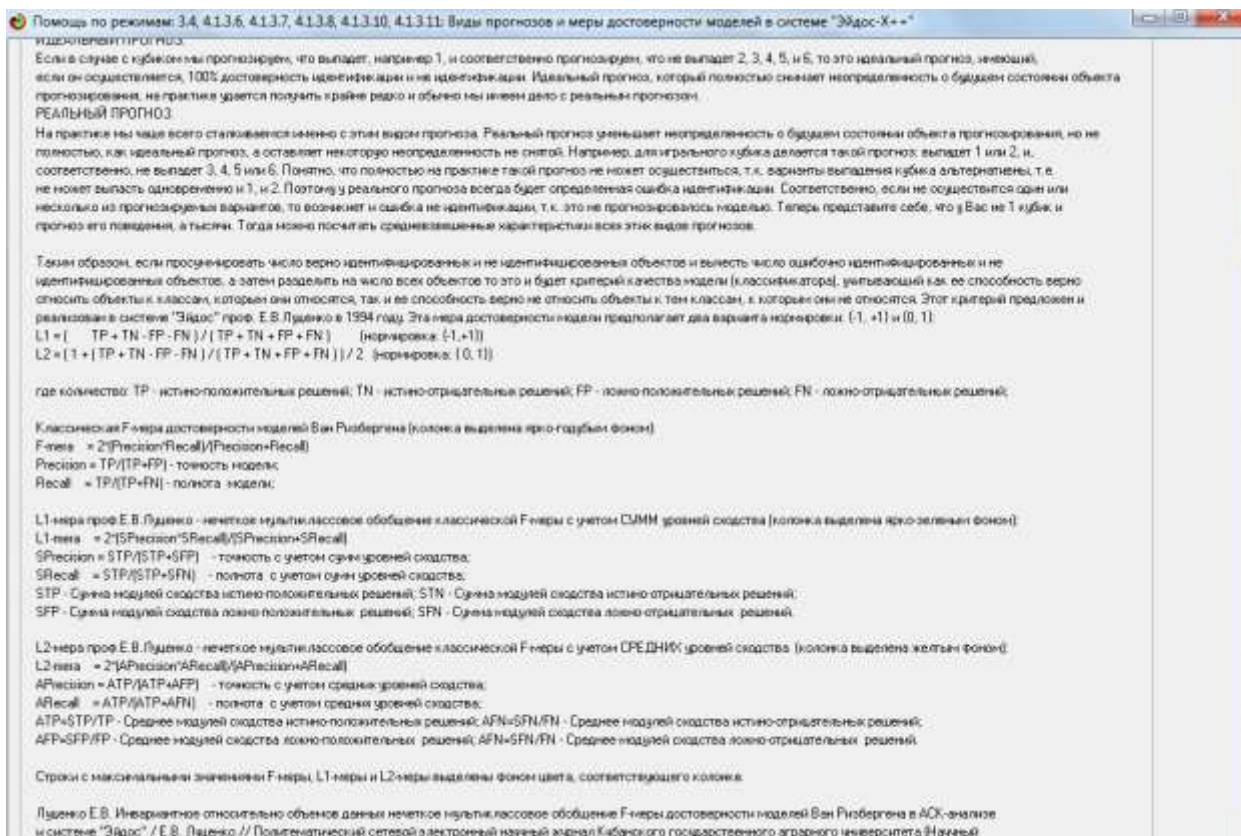 Помощь по режимам: 3.4, 4.1.3.6, 4.1.3.7, 4.1.3.8, 4.1.3.10, 4.1.3.11: Виды прогнозов и меры достоверности моделей в системе "Эйдос-Х++"
ИДЕАЛЬНЫЙ ПРОГНОЗ.
Если в случае с кубиком мы прогнозируем, что выпадет, например 1, и соответственно прогнозируем, что не выпадет 2, 3, 4, 5, и 6, то это идеальный прогноз, имеющий,
если он осуществляется, 100% достоверность идентификации и не идентификации. Идеальный прогноз, который полностью снимает неопределенность о будущем состоянии объекта
прогнозирования, на практике удается получить крайне редко и обычно мы имеем дело с реальным прогнозом.
РЕАЛЬНЫЙ ПРОГНОЗ.
На практике мы чаще всего сталкиваемся именно с этим видом прогноза. Реальный прогноз уменьшает неопределенность о будущем состоянии объекта прогнозирования, но не
полностью, как идеальный прогноз, а оставляет некоторую неопределенность не снятой. Например, для игрального кубика делается такой прогноз: выпадет 1 или 2, и,
соответственно, не выпадет 3, 4, 5 или 6. Понятно, что полностью на практике такой прогноз не может осуществиться, т.к. варианты выпадения кубика альтернативны, т.е.
не может выпасть одновременно и 1, и 2. Поэтому у реального прогноза всегда будет определенная ошибка идентификации. Соответственно, если не осуществится один или
несколько из прогнозируемых вариантов, то возникнет и ошибка не идентификации, т.к. это не прогнозировалось моделью. Теперь представите себе, что у Вас не 1 кубик и
прогноз его поведения, а тысячи. Тогда можно посчитать средневзвешенные характеристики всех этих видов прогнозов.
Таким образом, если просуммировать число верно идентифицированных и не идентифицированных объектов и вычесть число ошибочно идентифицированных и не
идентифицированных объектов, а затем разделить на число всех объектов то это и будет критерий качества модели (классификатора), учитывающий как ее способность верно
относить объекты к классам, которым они относятся, так и ее способность верно не относить объекты к тем классам, к которым они не относятся. Этот критерий предложен и
реализован в системе "Эйдос" проф. Е.В.Луценко в 1994 году. Эта мера достоверности модели предполагает два варианта нормировки: {-1, +1} и {0, 1}:
L1 = ( TP + TN - FP - FN ) / ( TP + TN + FP + FN ) (нормировка: {-1,+1})
L2 = ( 1 + ( TP + TN - FP - FN ) / ( TP + TN + FP + FN ) ) / 2 (нормировка: { 0, 1})
где количество: TP - истино-положительных решений; TN - истино-отрицательных решений; FP - ложно-положительных решений; FN - ложно-отрицательных решений;
Классическая F-мера достоверности моделей Ван Ризбергена (колонка выделена ярко-голубым фоном):
F-mera = 2*(Precision*Recall)/(Precision+Recall)
Precision = TP/(TP+FP) - точность модели;
Recall = TP/(TP+FN) - полнота модели;
L1-мера проф.Е.В.Луценко - нечеткое мультиклассовое обобщение классической F-меры с учетом СУММ уровней сходства (колонка выделена ярко-зеленым фоном):
L1-mera = 2*(SPrecision*SRecall)/(SPrecision+SRecall)
SPrecision = STP/(STP+SFP) - точность с учетом сумм уровней сходства;
SRecall = STP/(STP+SFN) - полнота с учетом сумм уровней сходства;
STP - Сумма модулей сходства истино-положительных решений; STN - Сумма модулей сходства истино-отрицательных решений;
SFP - Сумма модулей сходства ложно-положительных решений; SFN - Сумма модулей сходства ложно-отрицательных решений.
L2-мера проф.Е.В.Луценко - нечеткое мультиклассовое обобщение классической F-меры с учетом СРЕДНИХ уровней сходства (колонка выделена желтым фоном):
L2-mera = 2*(APrecision*ARecall)/(APrecision+ARecall)
APrecision = ATP/(ATP+AFP) - точность с учетом средних уровней сходства;
ARecall = ATP/(ATP+AFN) - полнота с учетом средних уровней сходства;
ATP=STP/TP - Среднее модулей сходства истино-положительных решений; AFN=SFN/FN - Среднее модулей сходства истино-отрицательных решений;
AFP=SFP/FP - Среднее модулей сходства ложно-положительных решений; AFN=SFN/FN - Среднее модулей сходства ложно-отрицательных решений.
Строки с максимальными значениями F-меры, L1-меры и L2-меры выделены фоном цвета, соответствующего колонке.
Луценко Е.В. Инвариантное относительно объемов данных нечеткое мультиклассовое обобщение F-меры достоверности моделей Ван Ризбергена в АСК-анализе
и системе "Эйдос" / Е.В. Луценко // Политематический сетевой электронный научный журнал Кубанского государственного аграрного университета (Научный